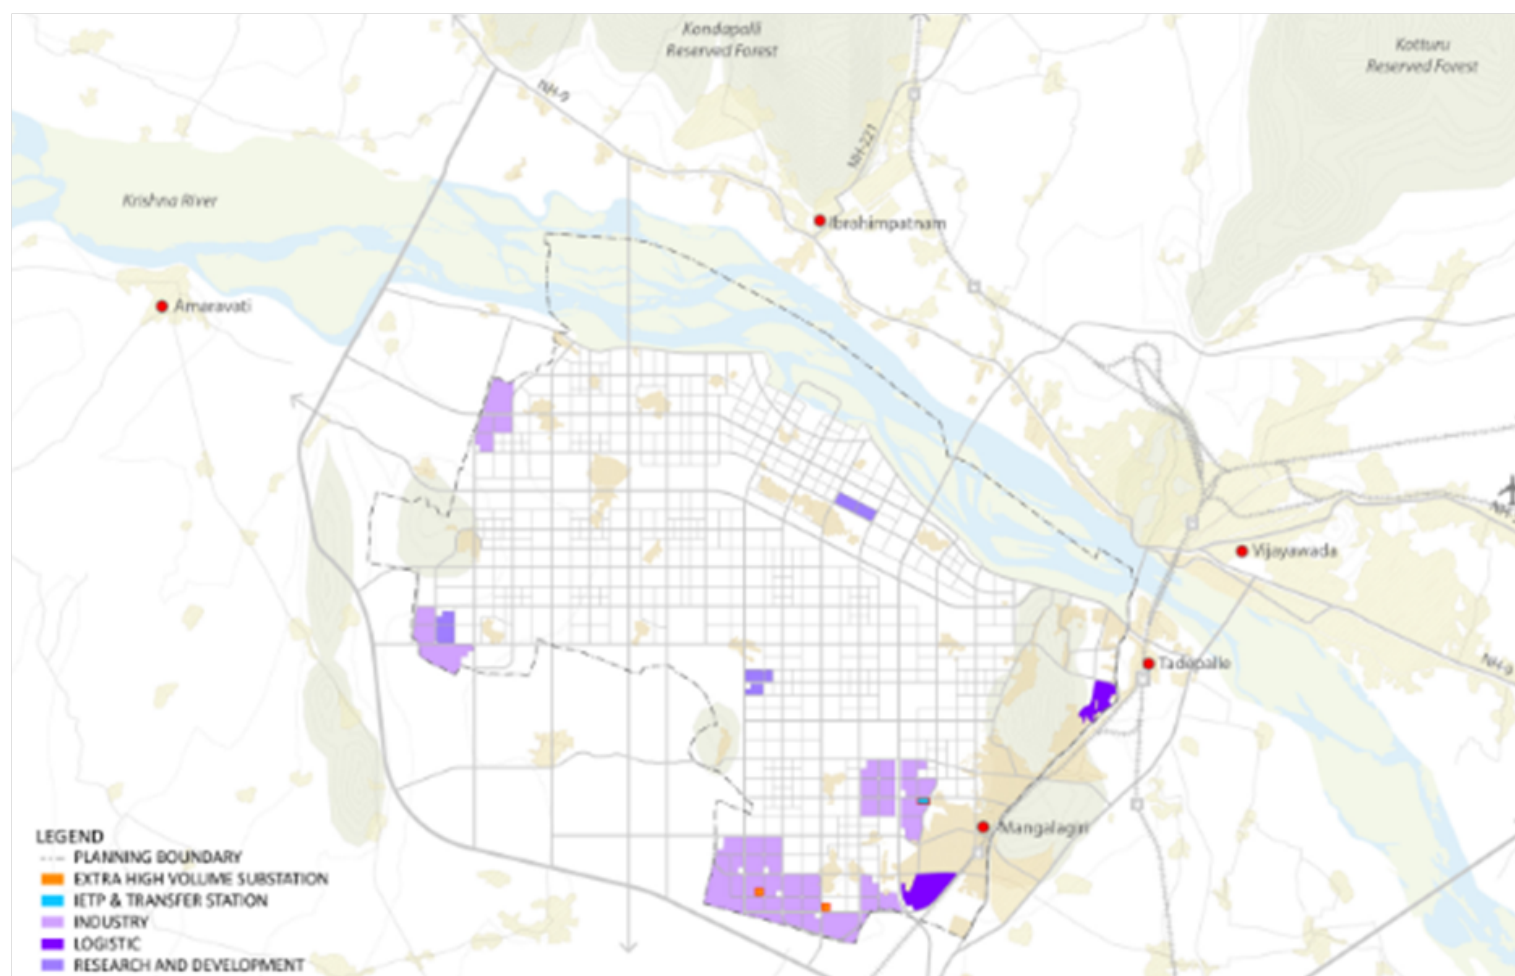 Kondapalli
Reserved Forest
Kotturu
Reserved Forest
NH-9
NH-221
Krishna River
Ibrahimpatnam
Amaravati
Vijayawada
NH-9
Tadepalle
Mangalagiri
LEGEND
PLANNING BOUNDARY
EXTRA HIGH VOLUME SUBSTATION
IETP & TRANSFER STATION
INDUSTRY
LOGISTIC
RESEARCH AND DEVELOPMENT